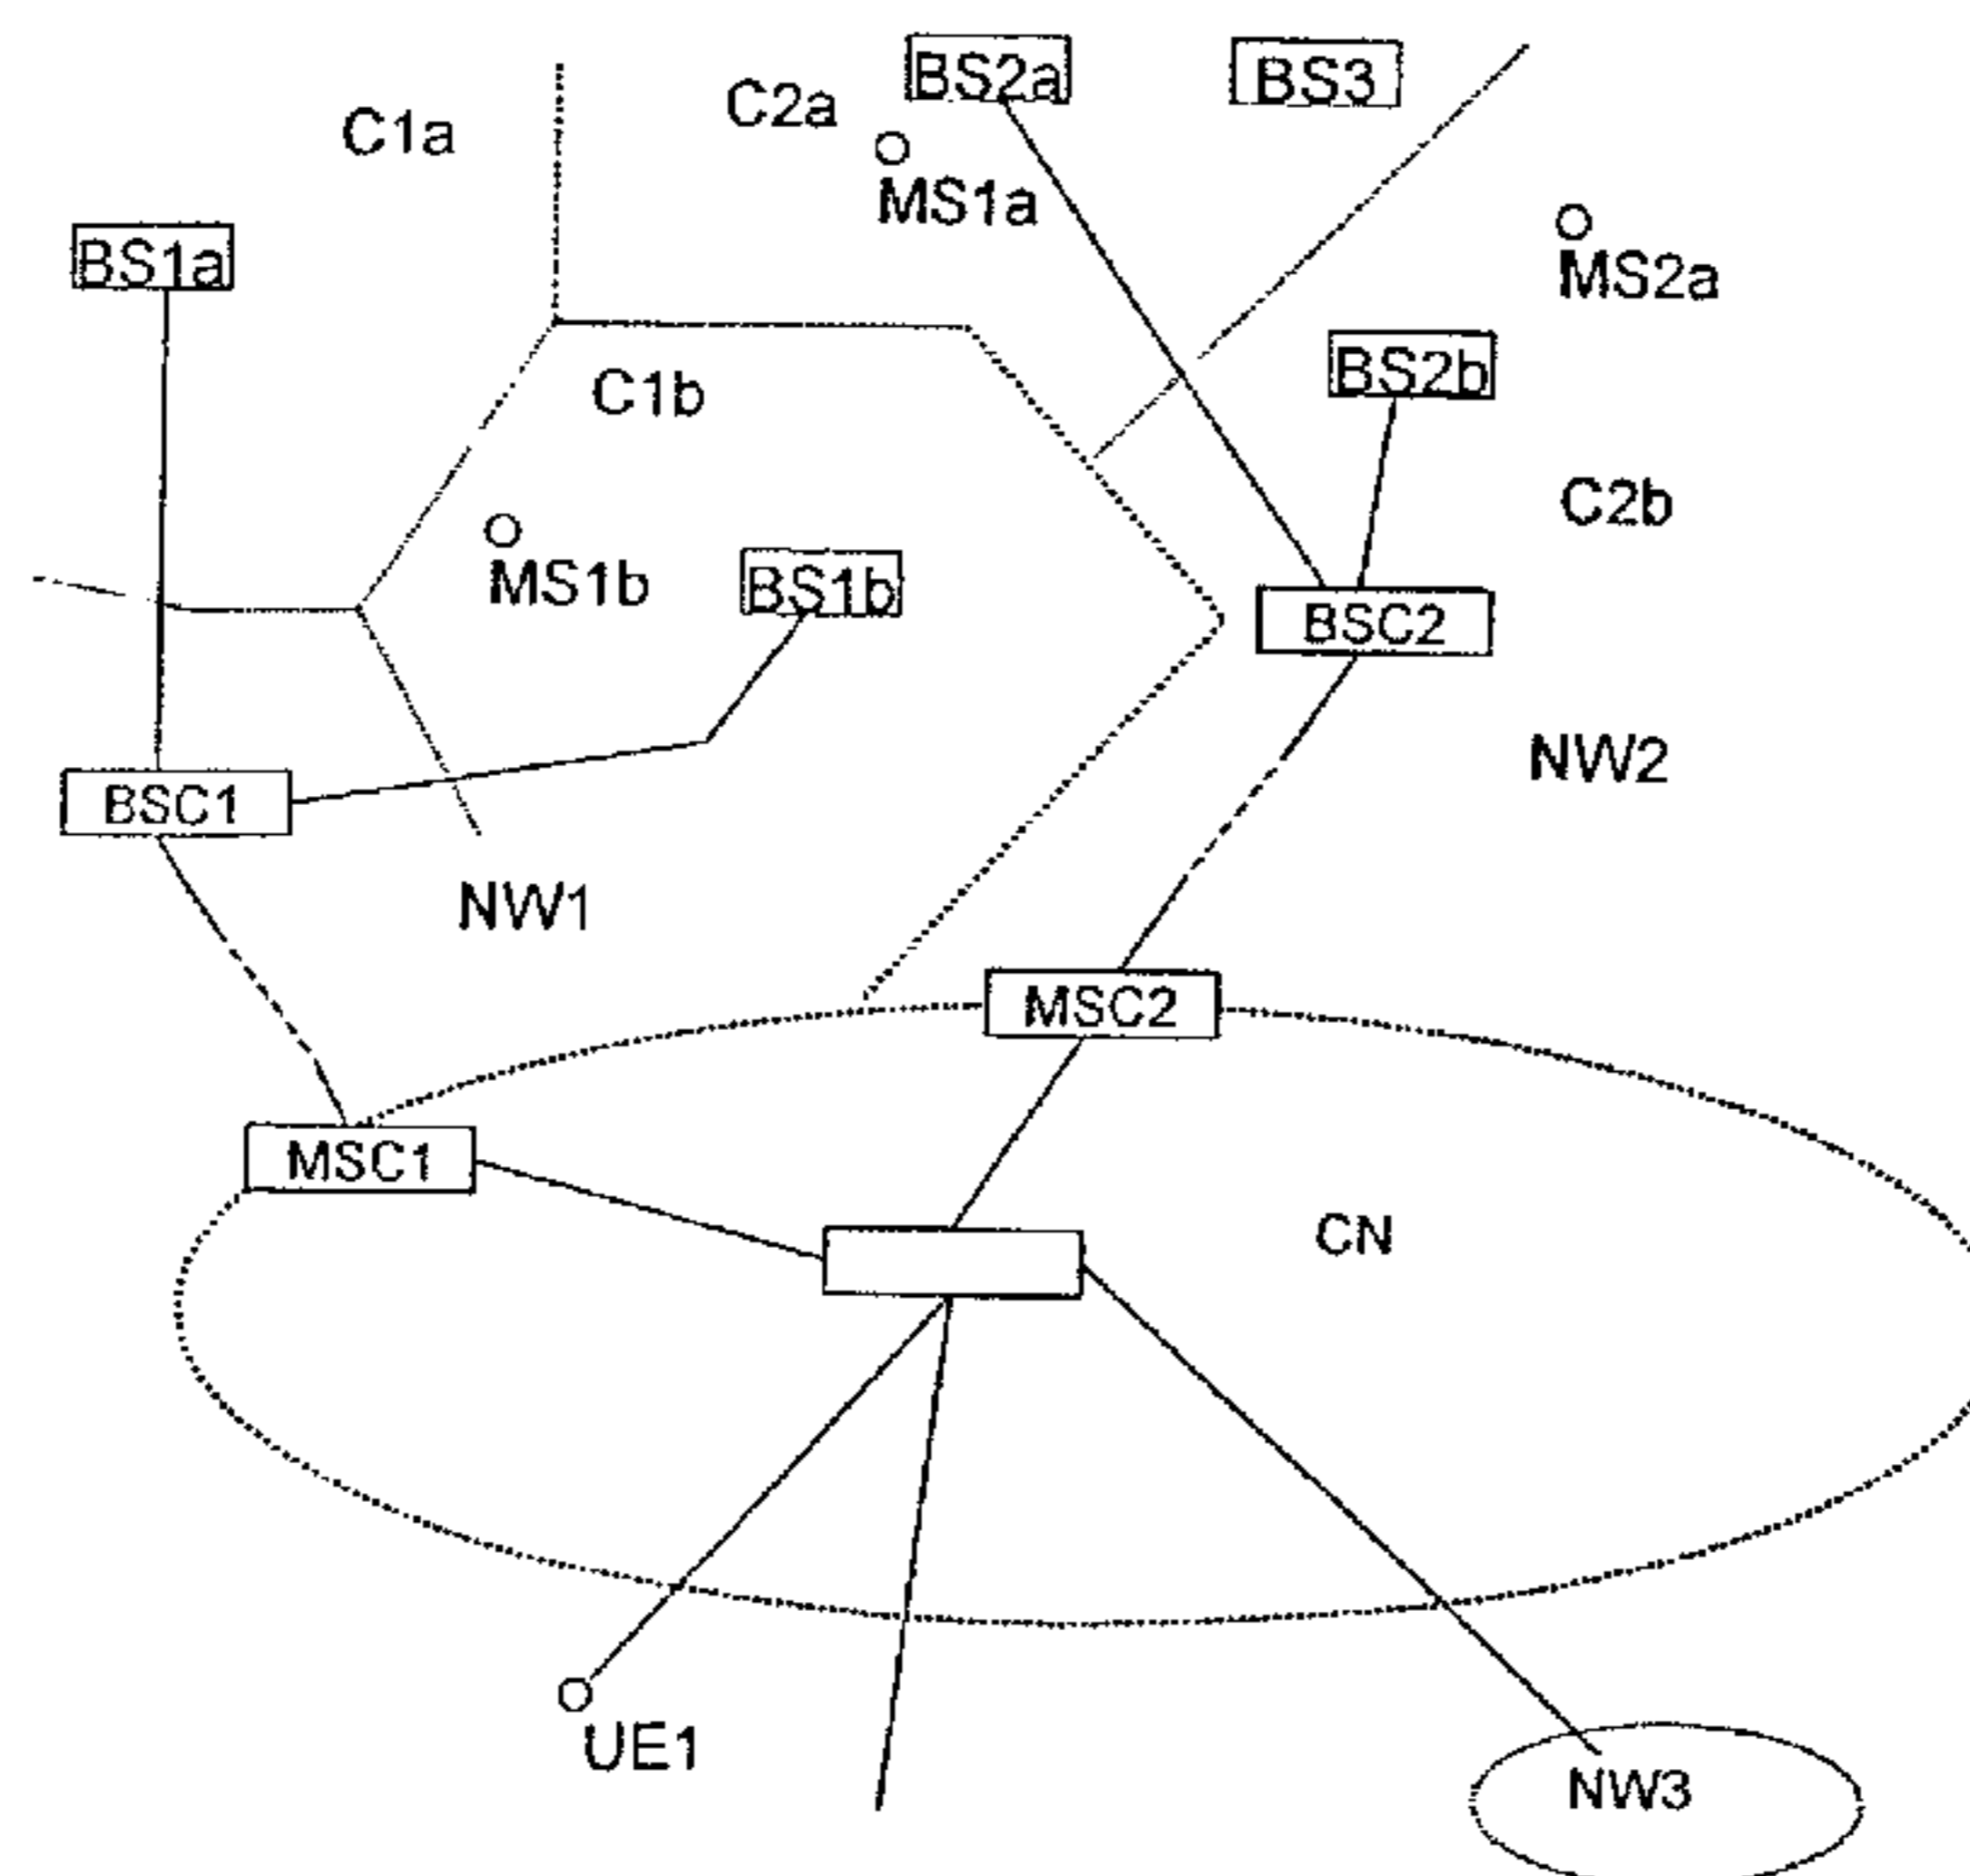 BS2a
BS3
C2a
C1a
MS1a
BS1a
MS2a
BS2b
C1b
C2b
MS1b
BS1b
BSC2
NW2
BSC1
NW1
MSC2
MSC1
CN
UE1
NW3